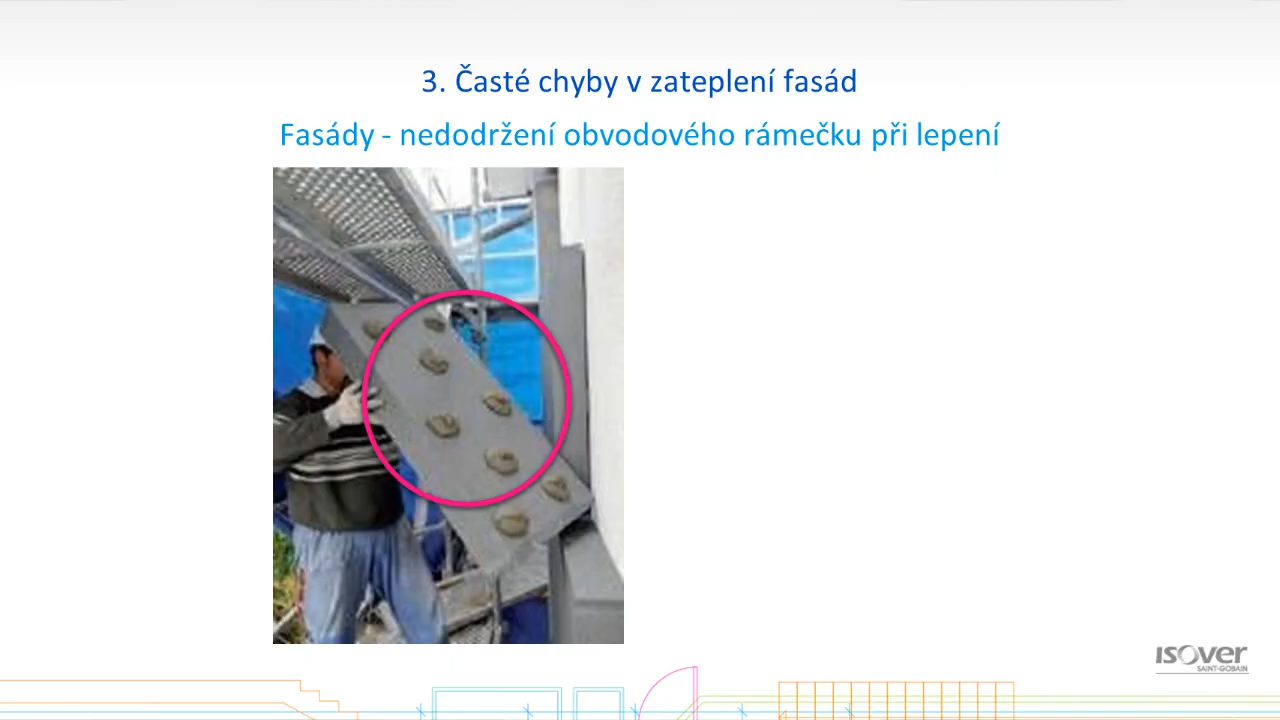 3. Časté chyby v zateplení fasád
Fasády - nedodržení obvodového rámečku při lepení
ISOVER
SAINT-GOBAIN